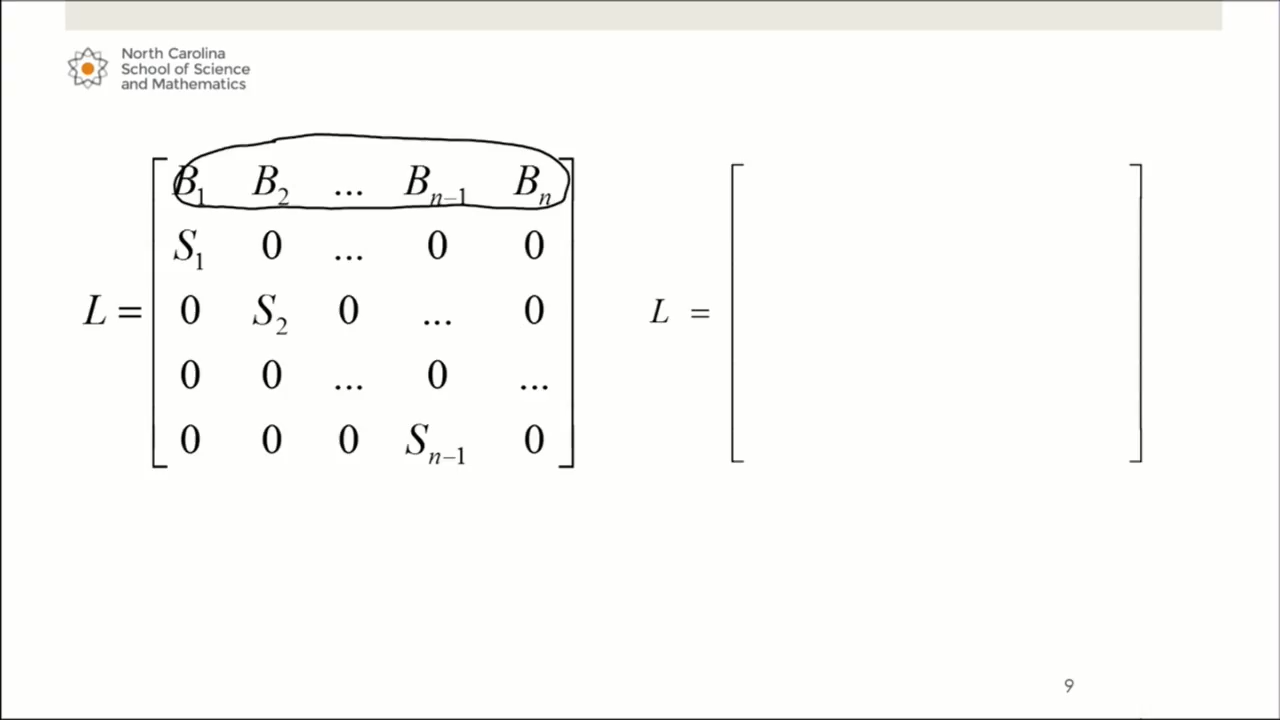 North Carolina
School of Science
and Mathematics
B₁ B₂ ... Bₙ₋₁ Bₙ
S₁ 0 ... 0 0
L = 0 S₂ 0 ... 0
0 0 ... 0 ...
0 0 0 Sₙ₋₁ 0
L =
9